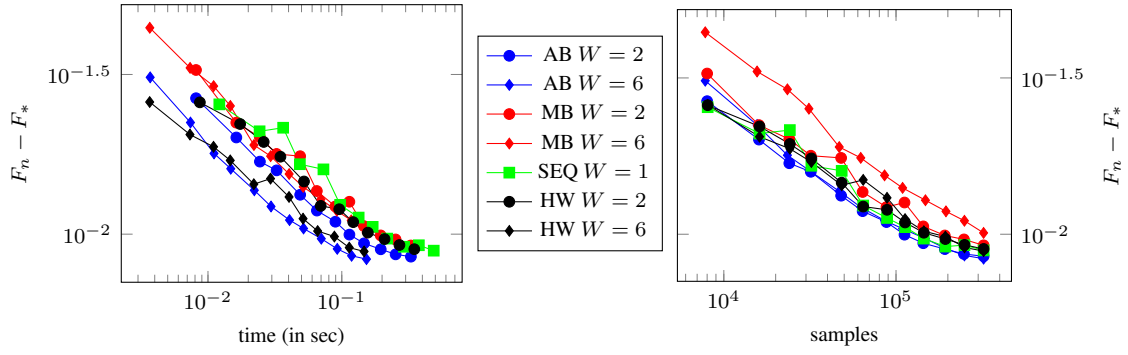 10^−1.5
10^−2
F_n − F_*
10^−2
10^−1
time (in sec)
AB W = 2
AB W = 6
MB W = 2
MB W = 6
SEQ W = 1
HW W = 2
HW W = 6
10^4
10^5
samples
10^−1.5
10^−2
F_n − F_*